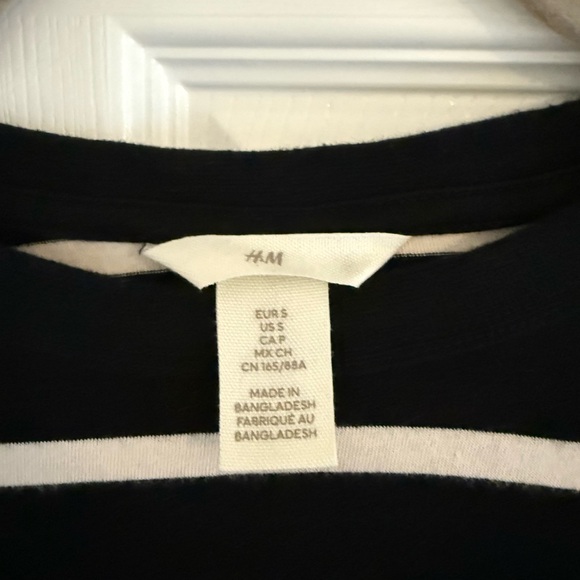 H&M
EUR S
US S
CA P
MX CH
CN 165/88A
MADE IN
BANGLADESH
FABRIQUÉ AU
BANGLADESH